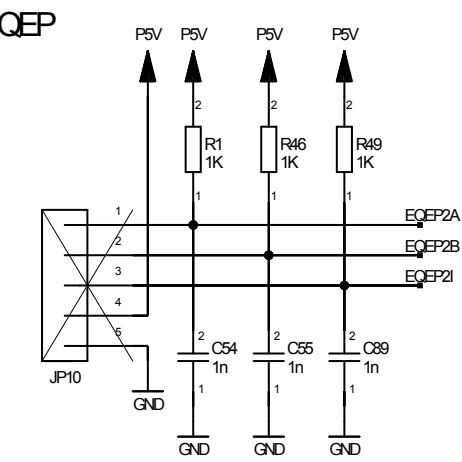 QEP
P5V P5V P5V P5V
2 2 2
R1 R46 R49
1K 1K 1K
1 1 1
1 EQEP2A
2 EQEP2B
3 EQEP2I
4
5
2 C54 2 C55 2 C89
1n 1n 1n
JP10
1 1 1
GND
GND GND GND